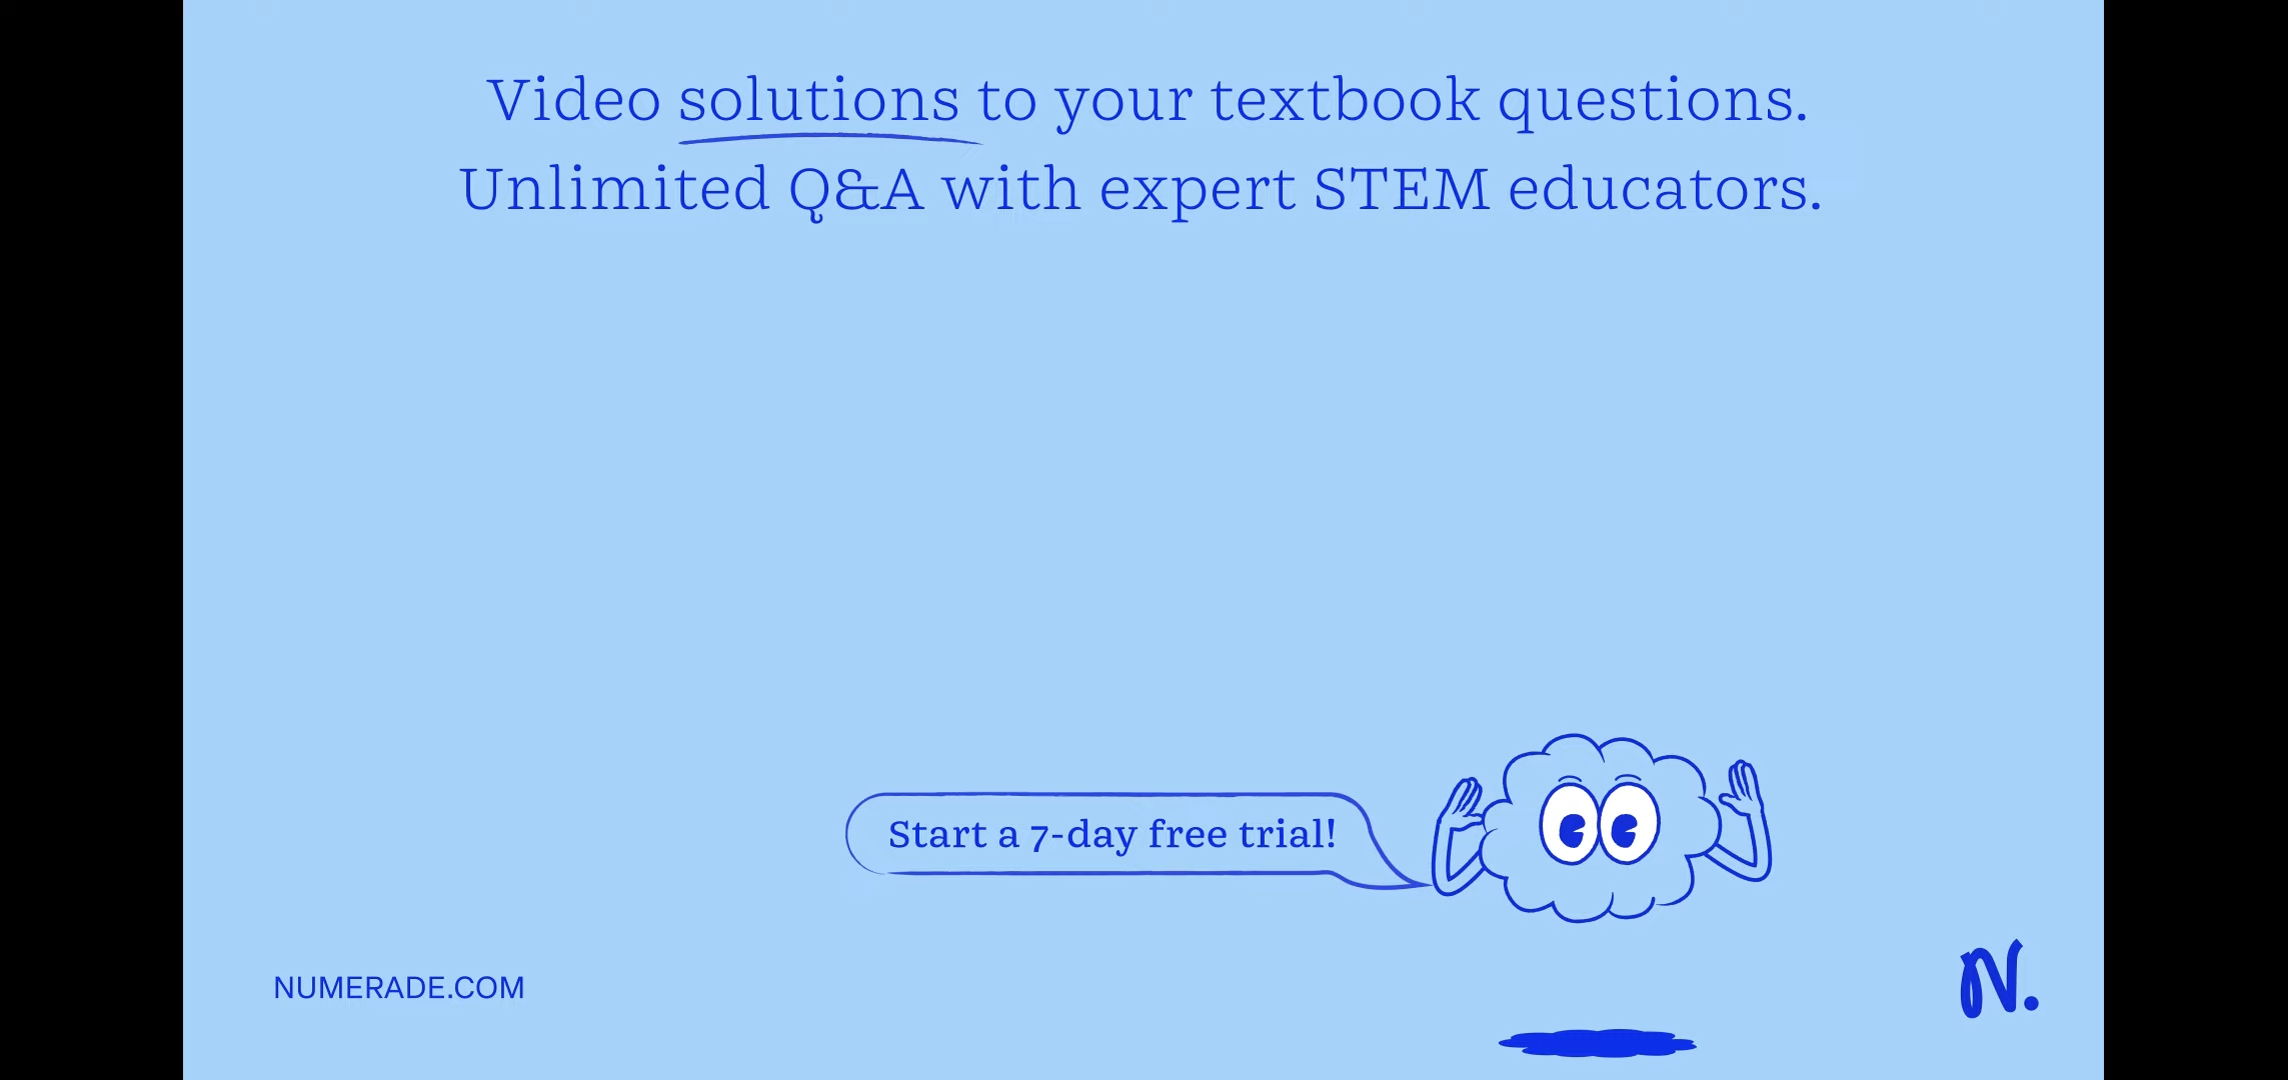 Video solutions to your textbook questions.
Unlimited Q&A with expert STEM educators.
Start a 7-day free trial!
NUMERADE.COM
N.